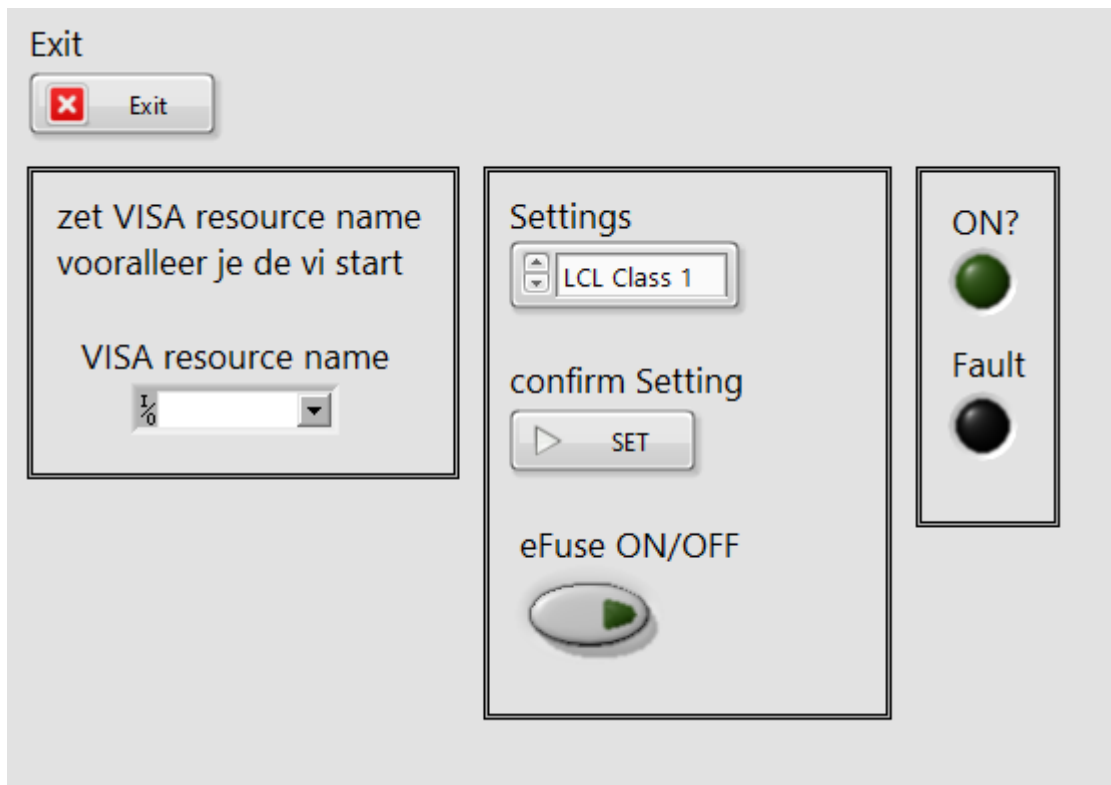 Exit
Exit
zet VISA resource name
vooralleer je de vi start
VISA resource name
I/O
Settings
LCL Class 1
confirm Setting
SET
eFuse ON/OFF
ON?
Fault